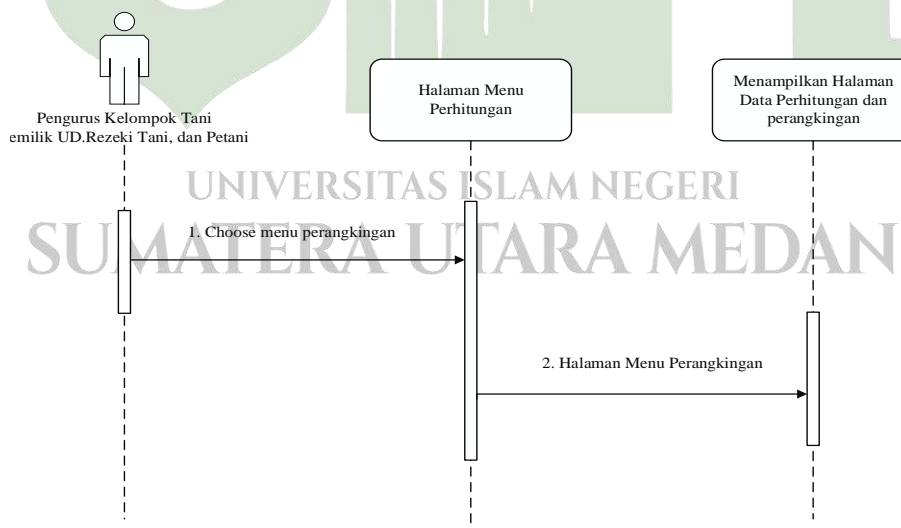 Pengurus Kelompok Tani
emilik UD.Rezeki Tani, dan Petani
Halaman Menu
Perhitungan
Menampilkan Halaman
Data Perhitungan dan
perangkingan
UNIVERSITAS ISLAM NEGERI
SUMATERA UTARA MEDAN
1. Choose menu perangkingan
2. Halaman Menu Perangkingan